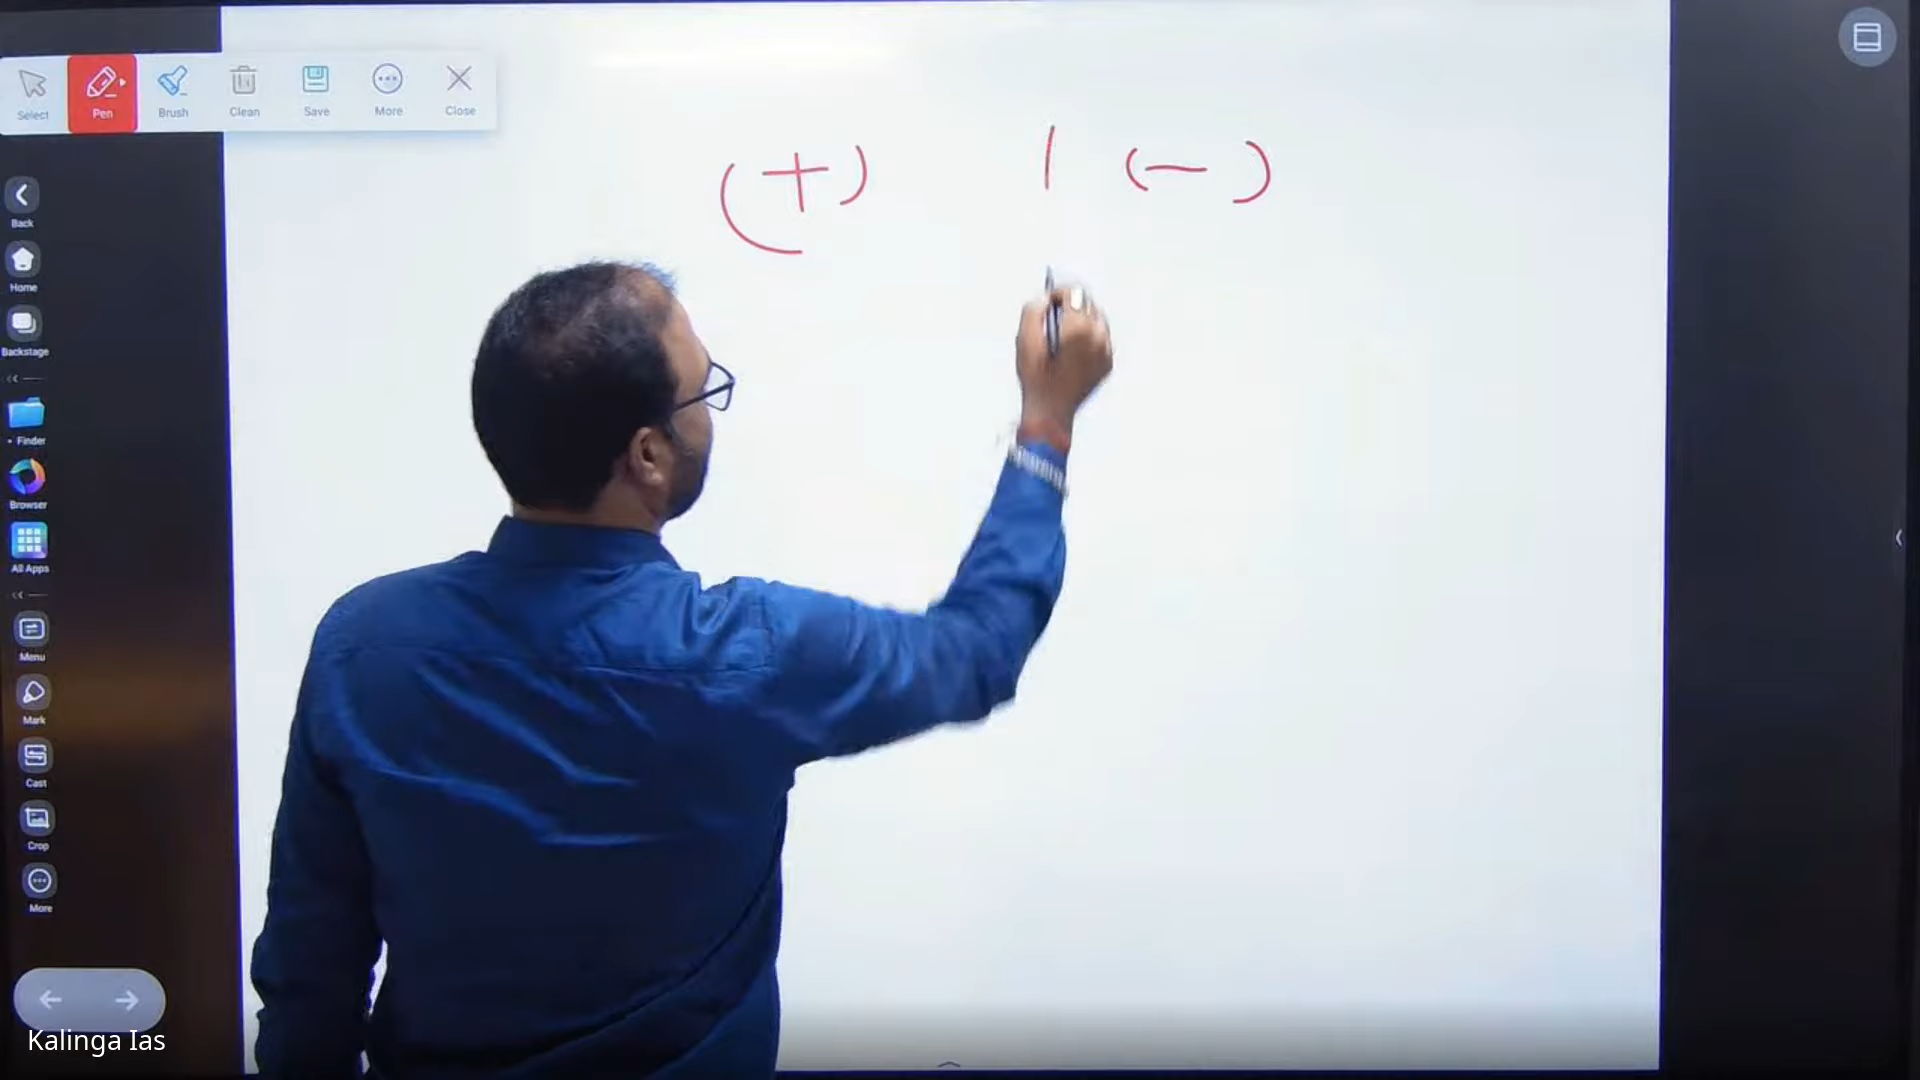 Select Pen Brush Clean Save More Close
(+) | (-)
Back
Home
Backstage
Finder
Browser
All Apps
Menu
Mark
Cast
Crop
More
Kalinga Ias